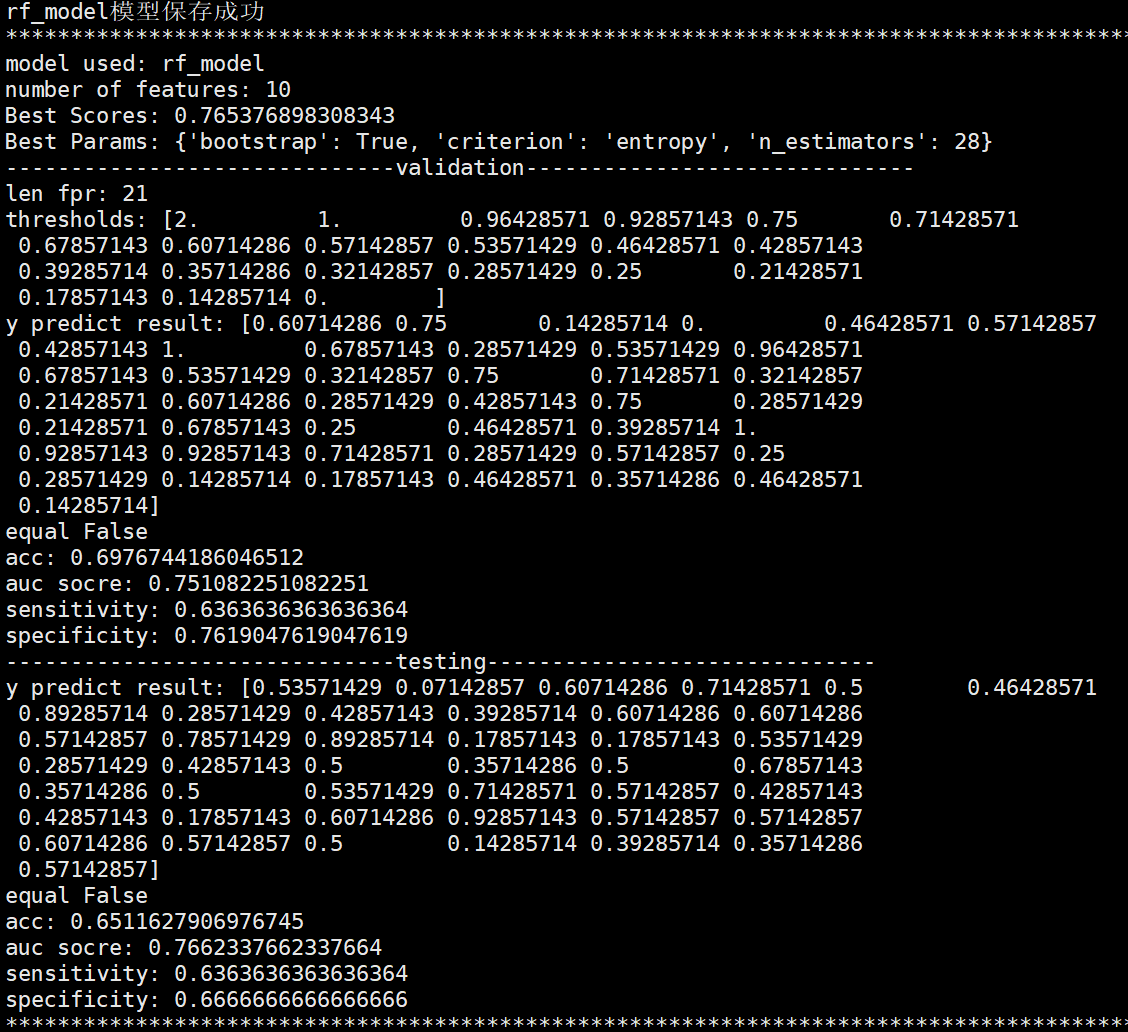 rf_model模型保存成功
***************************************************************************************
model used: rf_model
number of features: 10
Best Scores: 0.765376898308343
Best Params: {'bootstrap': True, 'criterion': 'entropy', 'n_estimators': 28}
------------------------------validation------------------------------
len fpr: 21
thresholds: [2.         1.         0.96428571 0.92857143 0.75       0.71428571
 0.67857143 0.60714286 0.57142857 0.53571429 0.46428571 0.42857143
 0.39285714 0.35714286 0.32142857 0.28571429 0.25       0.21428571
 0.17857143 0.14285714 0.        ]
y predict result: [0.60714286 0.75       0.14285714 0.         0.46428571 0.57142857
 0.42857143 1.         0.67857143 0.28571429 0.53571429 0.96428571
 0.67857143 0.53571429 0.32142857 0.75       0.71428571 0.32142857
 0.21428571 0.60714286 0.28571429 0.42857143 0.75       0.28571429
 0.21428571 0.67857143 0.25       0.46428571 0.39285714 1.
 0.92857143 0.92857143 0.71428571 0.28571429 0.57142857 0.25
 0.28571429 0.14285714 0.17857143 0.46428571 0.35714286 0.46428571
 0.14285714]
equal False
acc: 0.6976744186046512
auc socre: 0.751082251082251
sensitivity: 0.6363636363636364
specificity: 0.7619047619047619
------------------------------testing------------------------------
y predict result: [0.53571429 0.07142857 0.60714286 0.71428571 0.5        0.46428571
 0.89285714 0.28571429 0.42857143 0.39285714 0.60714286 0.60714286
 0.57142857 0.78571429 0.89285714 0.17857143 0.17857143 0.53571429
 0.28571429 0.42857143 0.5        0.35714286 0.5        0.67857143
 0.35714286 0.5        0.53571429 0.71428571 0.57142857 0.42857143
 0.42857143 0.17857143 0.60714286 0.92857143 0.57142857 0.57142857
 0.60714286 0.57142857 0.5        0.14285714 0.39285714 0.35714286
 0.57142857]
equal False
acc: 0.6511627906976745
auc socre: 0.7662337662337664
sensitivity: 0.6363636363636364
specificity: 0.6666666666666666
***************************************************************************************